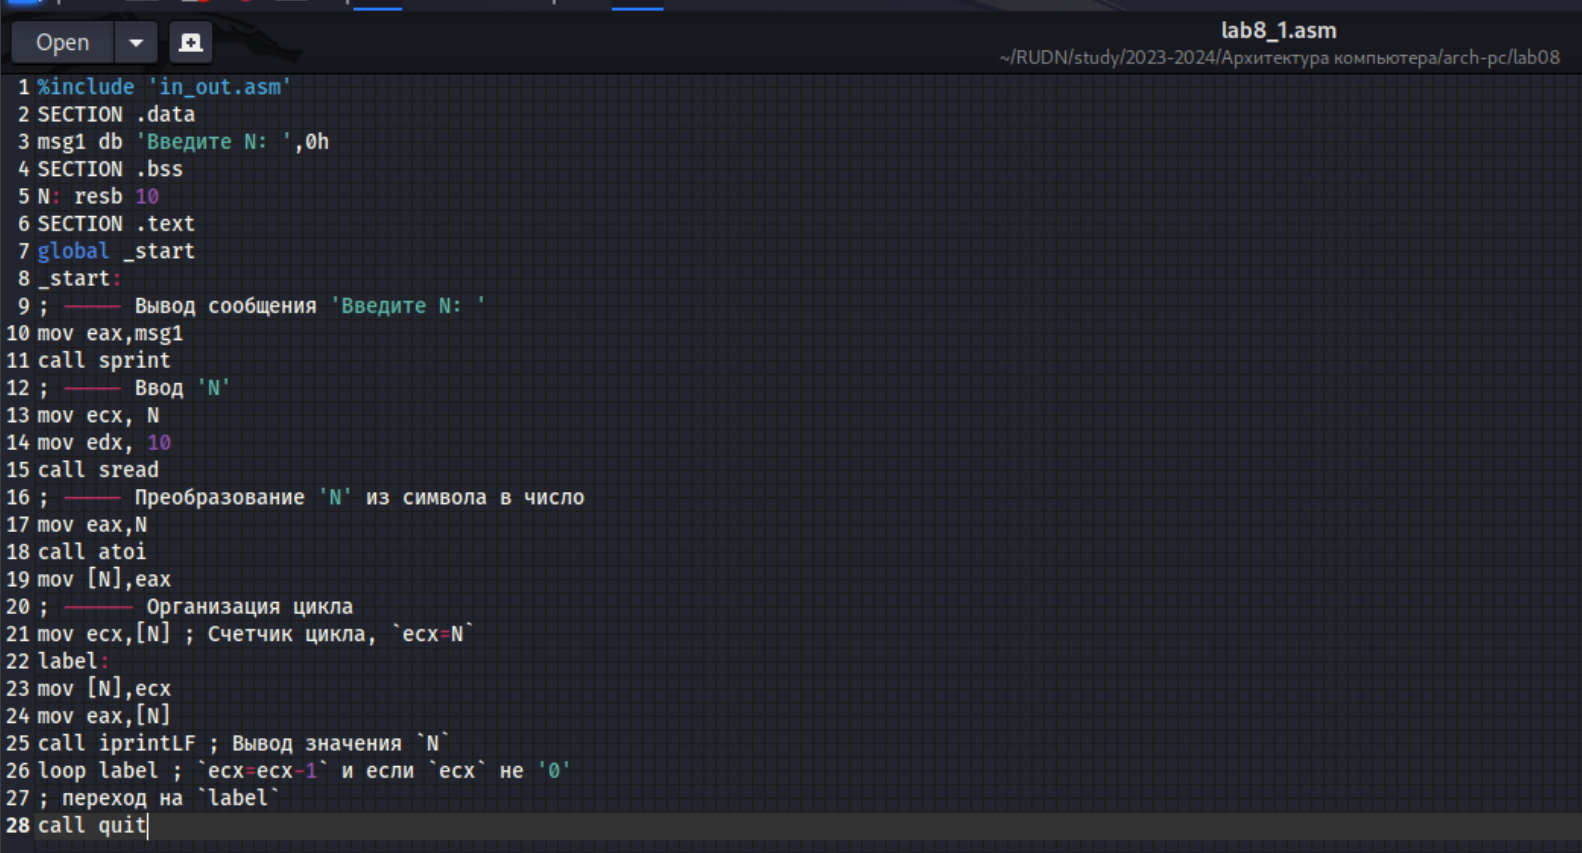 Open
lab8_1.asm
~/RUDN/study/2023-2024/Архитектура компьютера/arch-pc/lab08
1 %include 'in_out.asm'
2 SECTION .data
3 msg1 db 'Введите N: ',0h
4 SECTION .bss
5 N: resb 10
6 SECTION .text
7 global _start
8 _start:
9 ; ----- Вывод сообщения 'Введите N: '
10 mov eax,msg1
11 call sprint
12 ; ----- Ввод 'N'
13 mov ecx, N
14 mov edx, 10
15 call sread
16 ; ----- Преобразование 'N' из символа в число
17 mov eax,N
18 call atoi
19 mov [N],eax
20 ; ------ Организация цикла
21 mov ecx,[N] ; Счетчик цикла, `ecx=N`
22 label:
23 mov [N],ecx
24 mov eax,[N]
25 call iprintLF ; Вывод значения `N`
26 loop label ; `ecx=ecx-1` и если `ecx` не '0'
27 ; переход на `label`
28 call quit